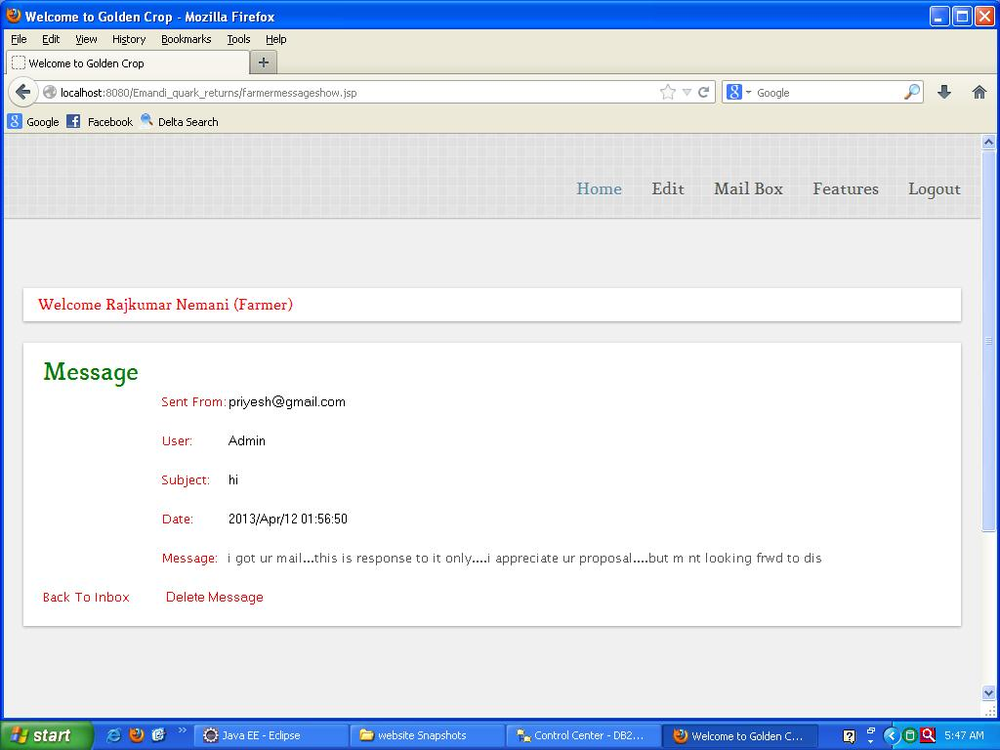 Welcome to Golden Crop - Mozilla Firefox
File Edit View History Bookmarks Tools Help
Welcome to Golden Crop
localhost:8080/Emandi_quark_returns/farmermessageshow.jsp
Google
Google Facebook Delta Search
Home Edit Mail Box Features Logout
Welcome Rajkumar Nemani (Farmer)
Message
Sent From: priyesh@gmail.com
User: Admin
Subject: hi
Date: 2013/Apr/12 01:56:50
Message: i got ur mail...this is response to it only....i appreciate ur proposal....but m nt looking frwd to dis
Back To Inbox Delete Message
start Java EE - Eclipse website Snapshots Control Center - DB2... Welcome to Golden C... 5:47 AM